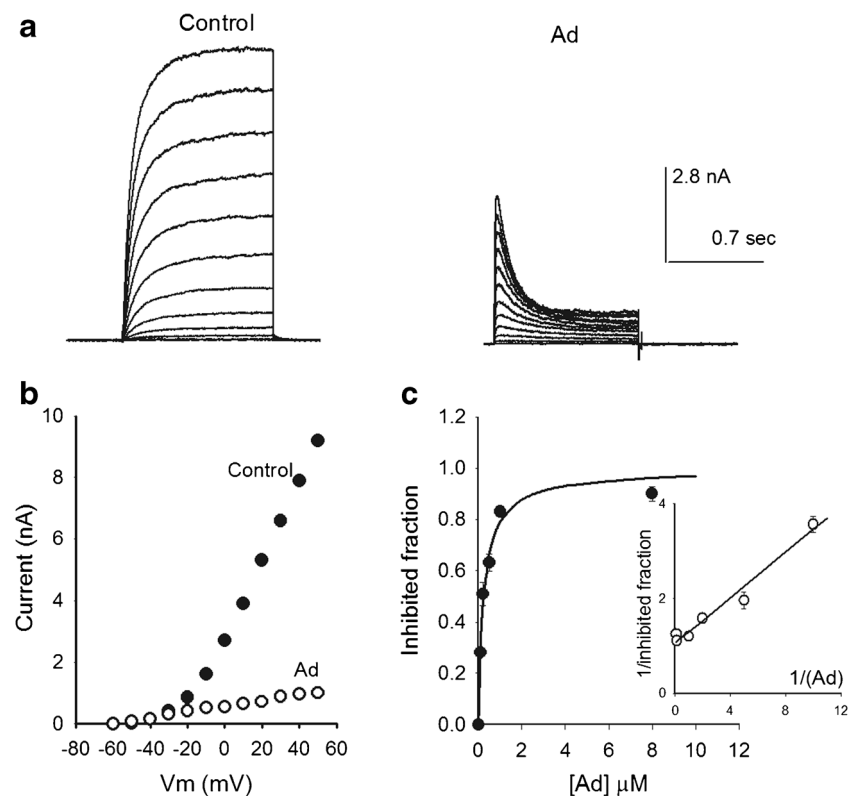 a
Control
Ad
2.8 nA
0.7 sec
b
Current (nA)
10
8
6
4
2
0
Control
Ad
-80 -60 -40 -20 0 20 40 60
Vm (mV)
c
Inhibited fraction
1.2
1.0
0.8
0.6
0.4
0.2
0.0
0 2 4 6 8 10 12
[Ad] μM
1/inhibited fraction
4
2
0
1/(Ad)
0 4 8 12